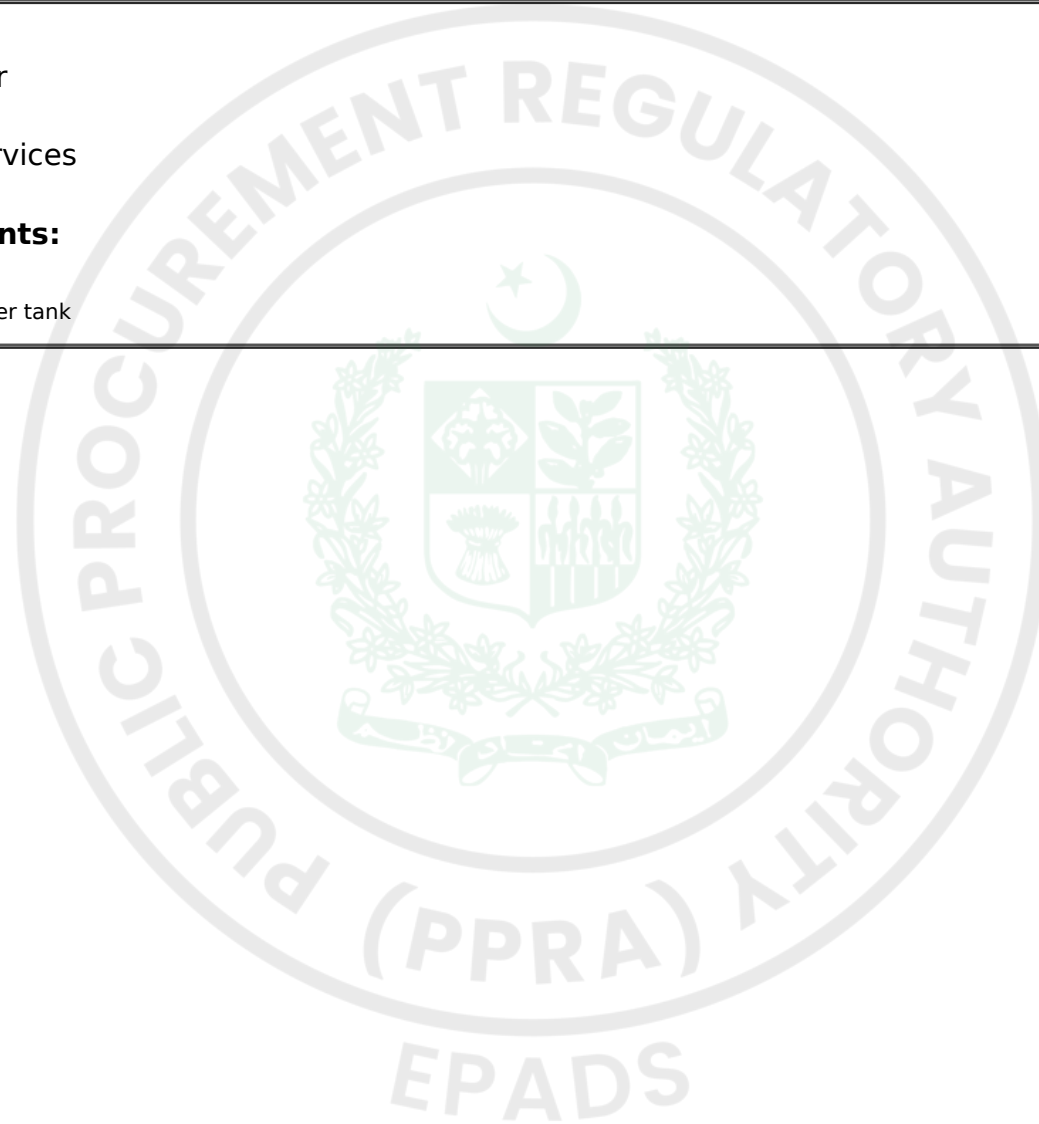 r
rvices
nts:
er tank
PUBLIC PROCUREMENT REGULATORY AUTHORITY
(PPRA)
EPADS